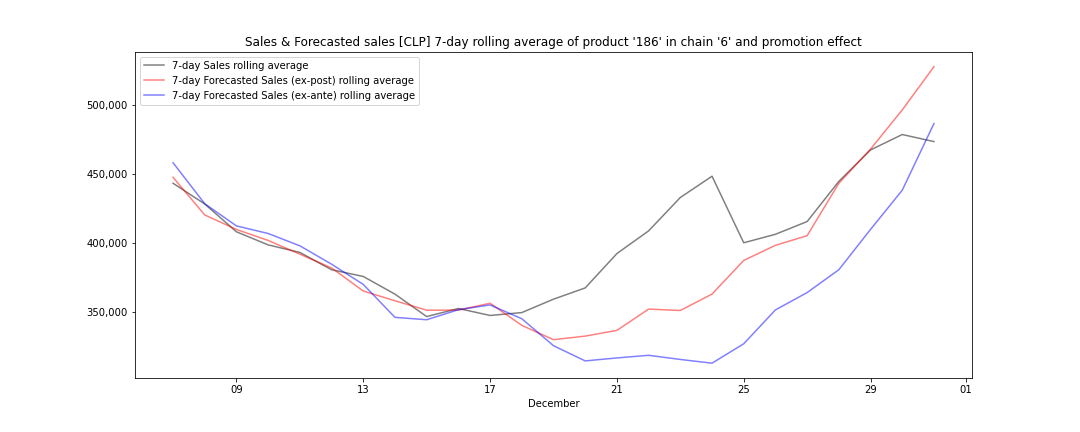 Sales & Forecasted sales [CLP] 7-day rolling average of product '186' in chain '6' and promotion effect
7-day Sales rolling average
7-day Forecasted Sales (ex-post) rolling average
7-day Forecasted Sales (ex-ante) rolling average
500,000
450,000
400,000
350,000
09 13 17 21 25 29 01
December